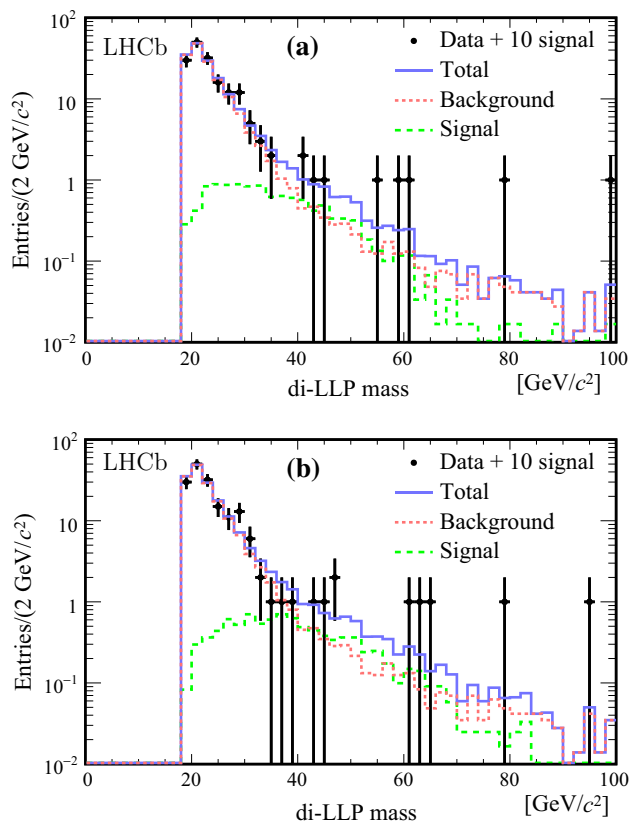 10²
10
1
10⁻¹
10⁻²
Entries/(2 GeV/c²)
LHCb
(a)
Data + 10 signal
Total
Background
Signal
0 20 40 60 80 100
di-LLP mass [GeV/c²]
10²
10
1
10⁻¹
10⁻²
Entries/(2 GeV/c²)
LHCb
(b)
Data + 10 signal
Total
Background
Signal
0 20 40 60 80 100
di-LLP mass [GeV/c²]